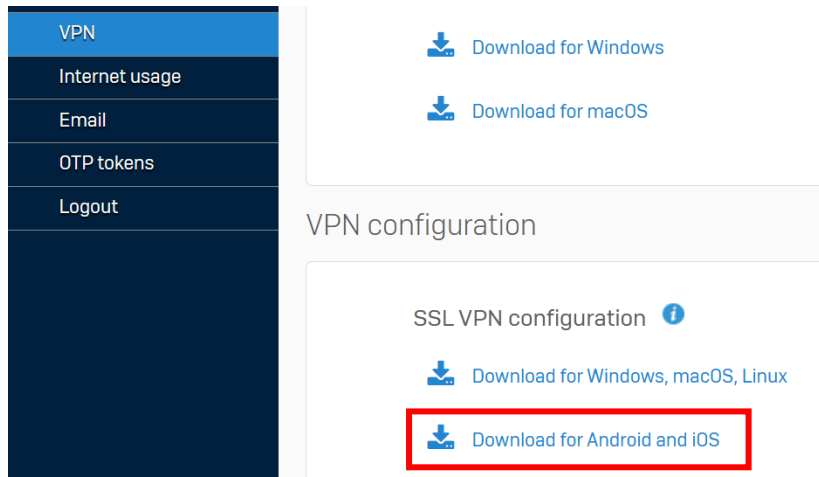 VPN
Internet usage
Email
OTP tokens
Logout
Download for Windows
Download for macOS
VPN configuration
SSL VPN configuration
Download for Windows, macOS, Linux
Download for Android and iOS